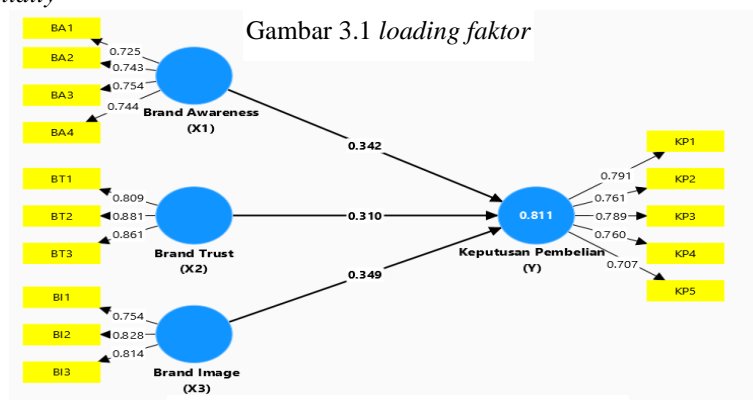 Gambar 3.1 loading faktor
BA1
BA2
BA3
BA4
0.725
0.743
0.754
0.744
Brand Awareness
(X1)
0.342
BT1
BT2
BT3
0.809
0.881
0.861
Brand Trust
(X2)
0.310
BI1
BI2
BI3
0.754
0.828
0.814
Brand Image
(X3)
0.349
0.811
Keputusan Pembelian
(Y)
0.791
0.761
0.789
0.760
0.707
KP1
KP2
KP3
KP4
KP5